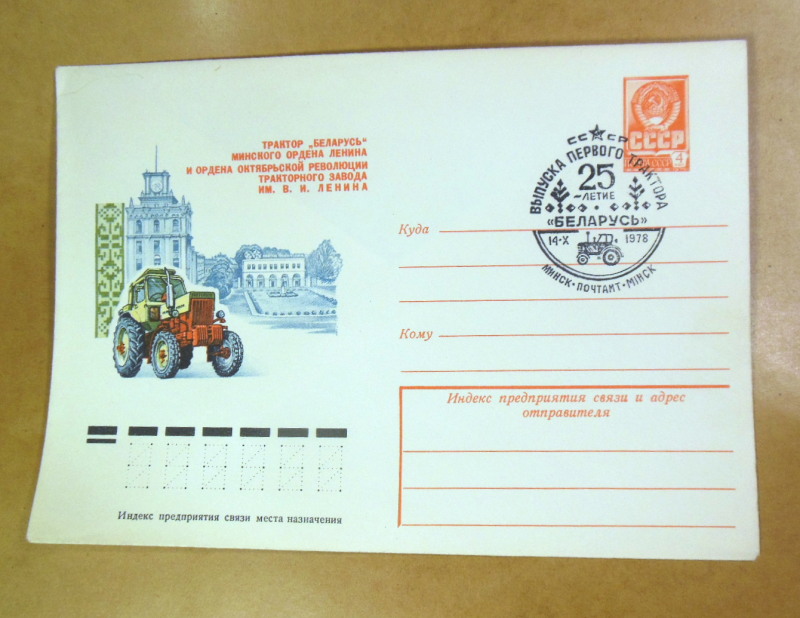 ТРАКТОР „БЕЛАРУСЬ“
МИНСКОГО ОРДЕНА ЛЕНИНА
И ОРДЕНА ОКТЯБРЬСКОЙ РЕВОЛЮЦИИ
ТРАКТОРНОГО ЗАВОДА
ИМ. В. И. ЛЕНИНА
СССР
4
СССР
ВЫПУСКА ПЕРВОГО ТРАКТОРА
25
-ЛЕТИЕ
«БЕЛАРУСЬ»
14·X 1978
МИНСК·ПОЧТАМТ·МІНСК
Куда
Кому
Индекс предприятия связи и адрес
отправителя
Индекс предприятия связи места назначения